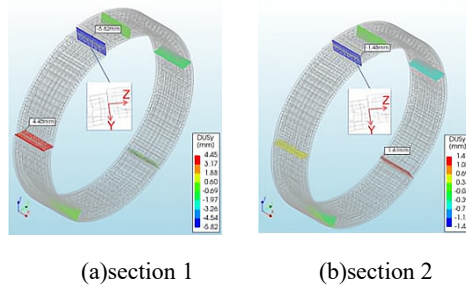 -5.82mm
Z
Y
4.45mm
DUSy
(mm)
4.45
3.17
1.88
0.60
-0.69
-1.97
-3.26
-4.54
-5.82
-1.48mm
Z
Y
1.41mm
DUSy
(mm)
(a)section 1
(b)section 2